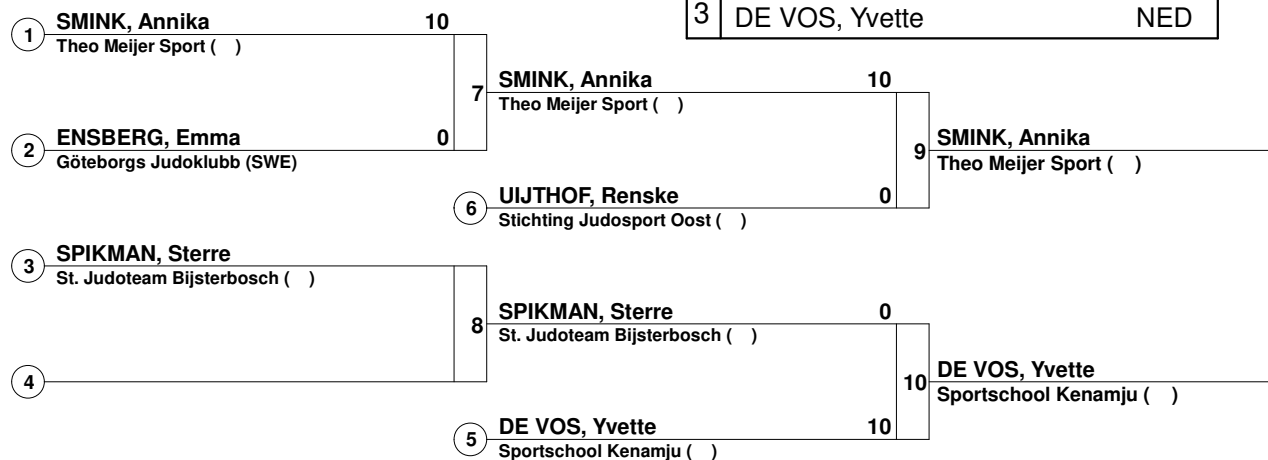 3 DE VOS, Yvette NED
1 SMINK, Annika 10
Theo Meijer Sport ( )
7 SMINK, Annika 10
Theo Meijer Sport ( )
2 ENSBERG, Emma 0
Göteborgs Judoklubb (SWE)
9 SMINK, Annika
Theo Meijer Sport ( )
6 UIJTHOF, Renske 0
Stichting Judosport Oost ( )
3 SPIKMAN, Sterre
St. Judoteam Bijsterbosch ( )
8 SPIKMAN, Sterre 0
St. Judoteam Bijsterbosch ( )
4
10 DE VOS, Yvette
Sportschool Kenamju ( )
5 DE VOS, Yvette 10
Sportschool Kenamju ( )